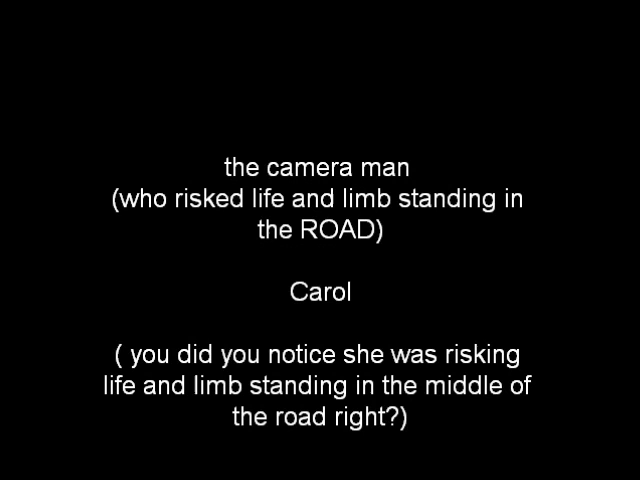 the camera man
(who risked life and limb standing in
the ROAD)
Carol
( you did you notice she was risking
life and limb standing in the middle of
the road right?)